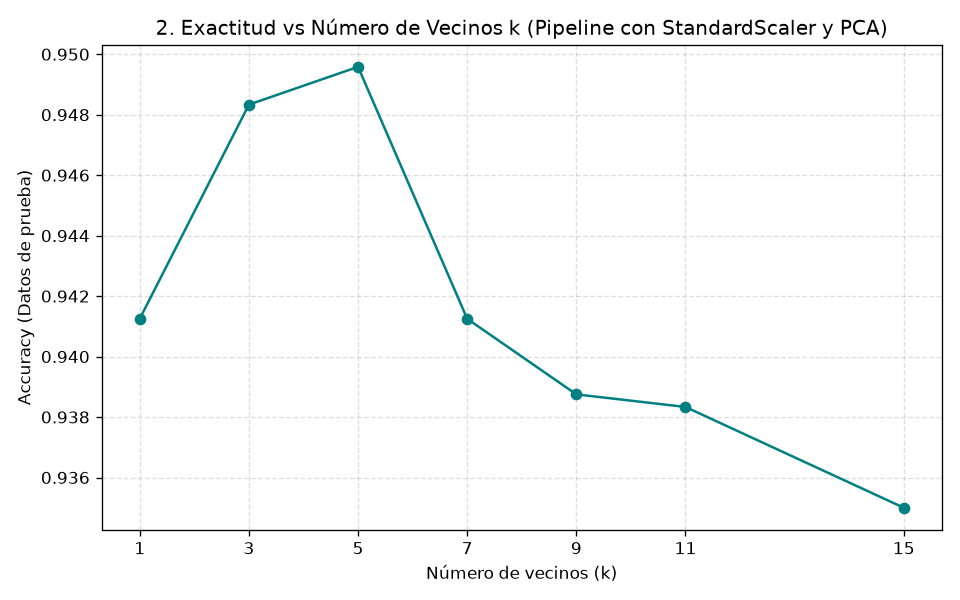 2. Exactitud vs Número de Vecinos k (Pipeline con StandardScaler y PCA)
Accuracy (Datos de prueba)
0.950
0.948
0.946
0.944
0.942
0.940
0.938
0.936
1 3 5 7 9 11 15
Número de vecinos (k)